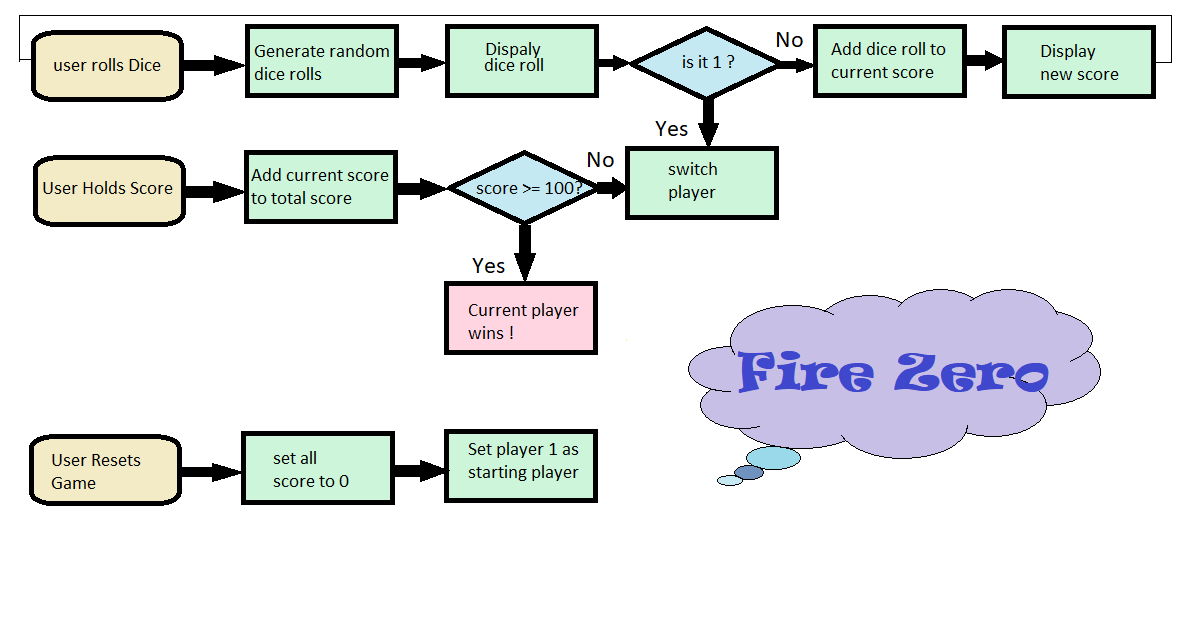 user rolls Dice
Generate random
dice rolls
Dispaly
dice roll
is it 1 ?
No
Add dice roll to
current score
Display
new score
Yes
User Holds Score
Add current score
to total score
score >= 100?
No
switch
player
Yes
Current player
wins !
Fire Zero
User Resets
Game
set all
score to 0
Set player 1 as
starting player